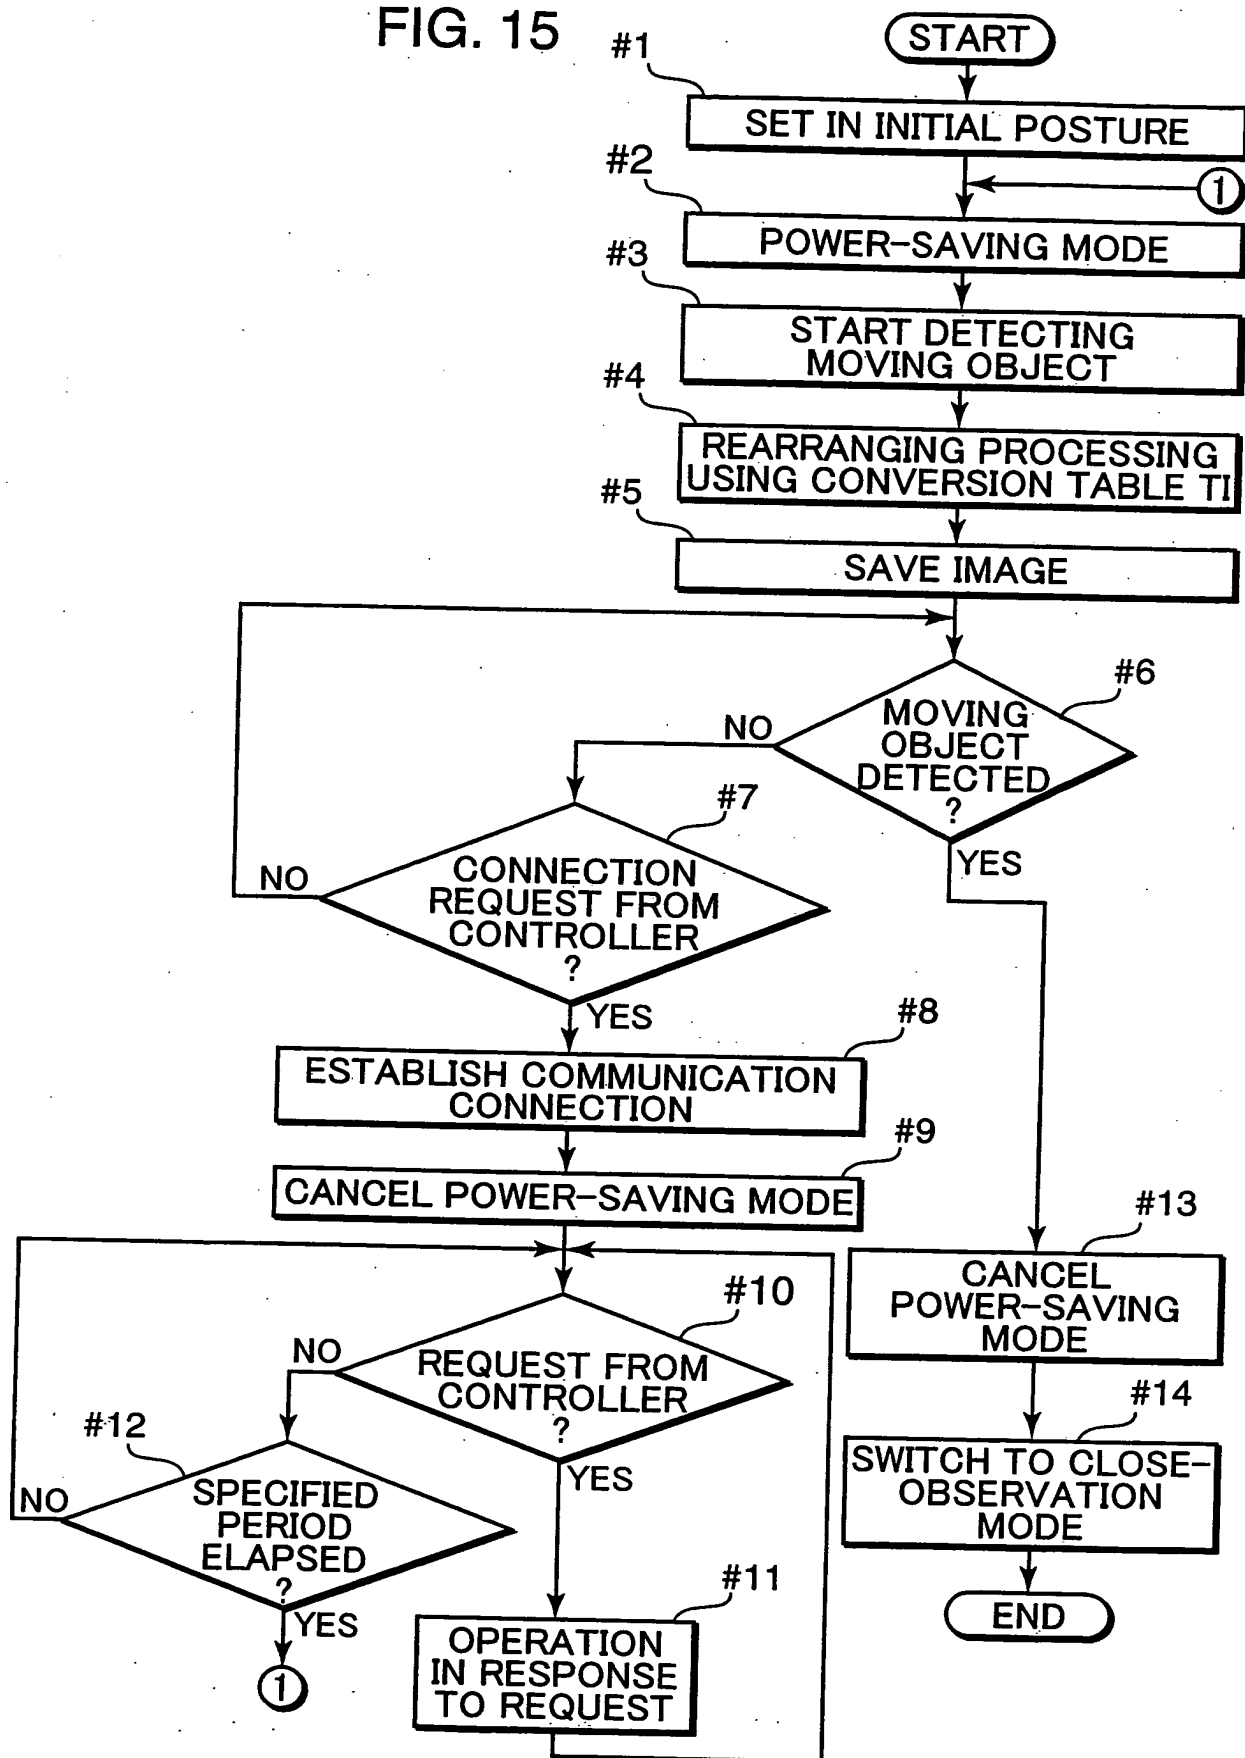 FIG. 15
START
#1
SET IN INITIAL POSTURE
1
#2
POWER-SAVING MODE
#3
START DETECTING
MOVING OBJECT
#4
REARRANGING PROCESSING
USING CONVERSION TABLE TI
#5
SAVE IMAGE
#6
MOVING
OBJECT
DETECTED
?
NO
YES
#7
CONNECTION
REQUEST FROM
CONTROLLER
?
NO
YES
#8
ESTABLISH COMMUNICATION
CONNECTION
#9
CANCEL POWER-SAVING MODE
#10
REQUEST FROM
CONTROLLER
?
NO
YES
#12
SPECIFIED
PERIOD
ELAPSED
?
NO
YES
1
#11
OPERATION
IN RESPONSE
TO REQUEST
#13
CANCEL
POWER-SAVING
MODE
#14
SWITCH TO CLOSE-
OBSERVATION
MODE
END